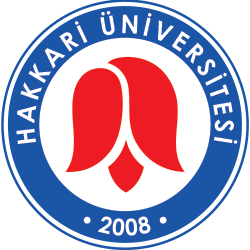 HAKKARİ ÜNİVERSİTESİ
• 2008 •